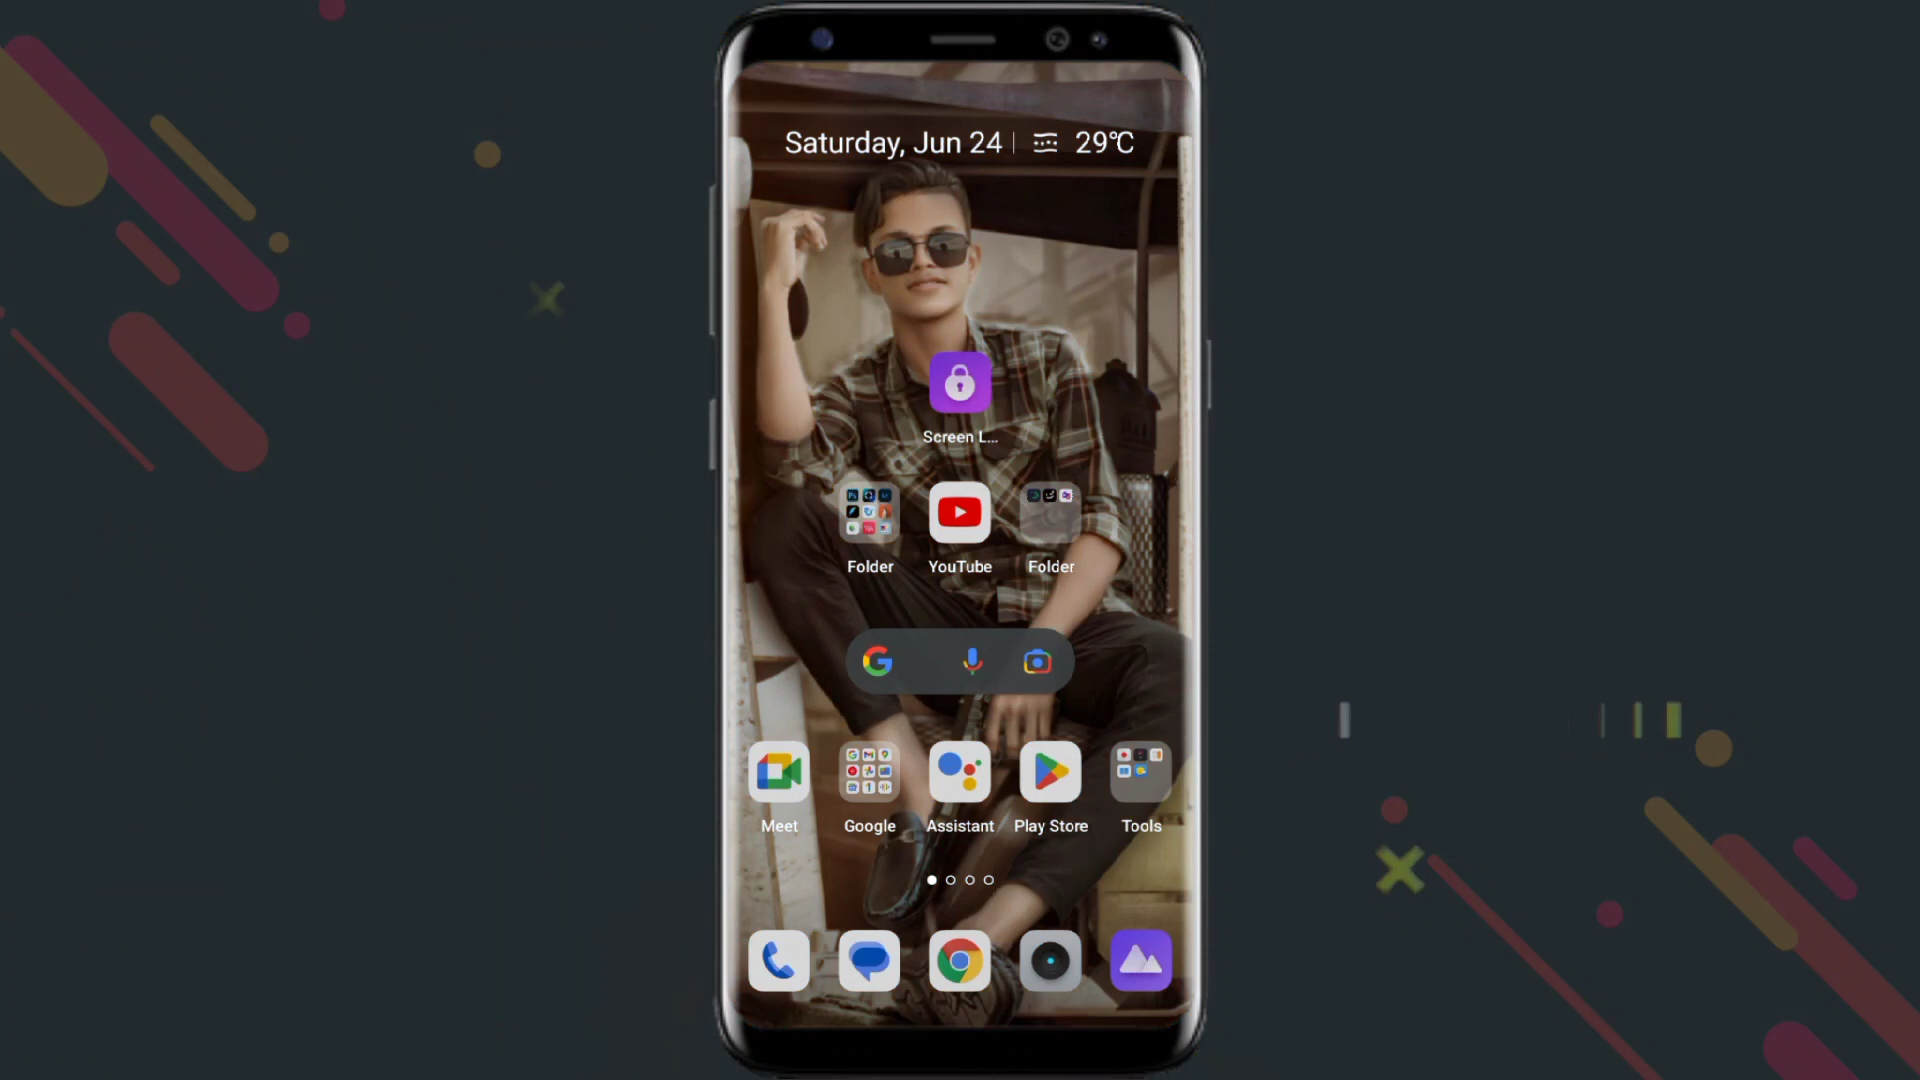 Saturday, Jun 24 29°C
Screen L...
Folder YouTube Folder
Meet Google Assistant Play Store Tools